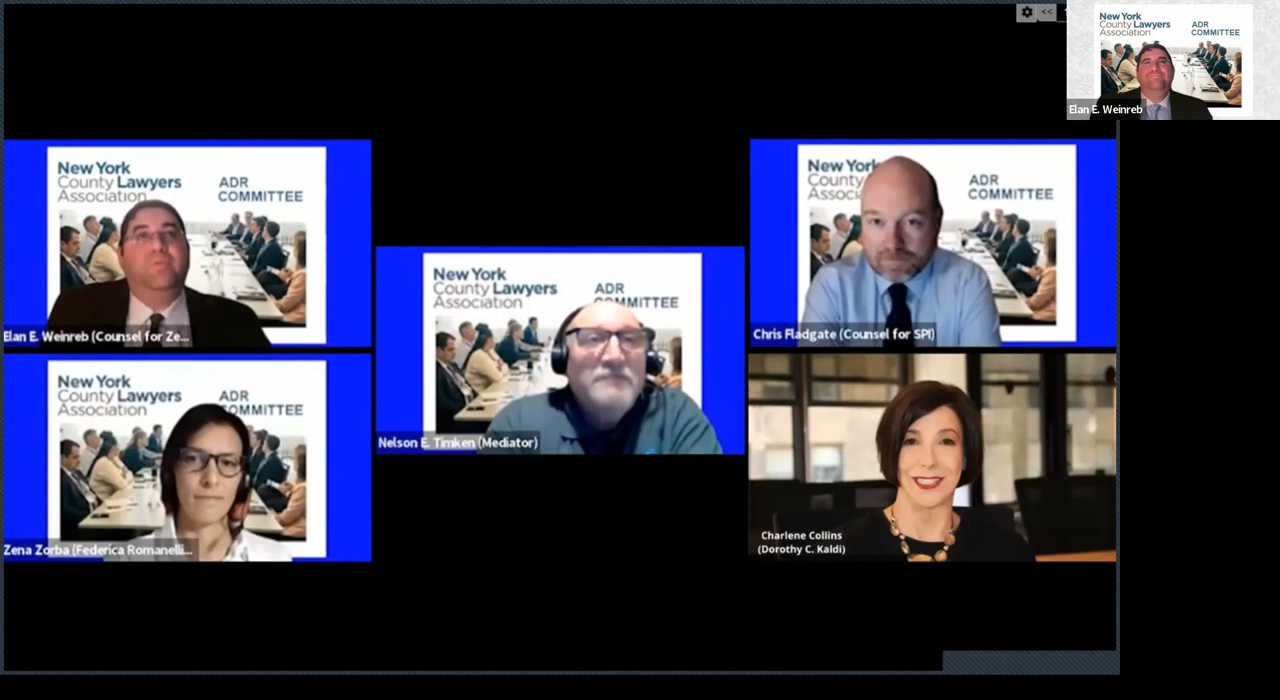 <<
New York
County Lawyers
Association
ADR
COMMITTEE
Elan E. Weinreb
New York
County Lawyers
Association
ADR
COMMITTEE
Elan E. Weinreb (Counsel for Ze...
New York
County
Associa
ADR
COMMITTEE
Chris Fladgate (Counsel for SPI)
New York
County Lawyers
Association
ADR
COMMITTEE
Nelson E. Timken (Mediator)
New York
County Lawyers
Association
ADR
COMMITTEE
Zena Zorba (Federica Romanelli...
Charlene Collins
(Dorothy C. Kaldi)